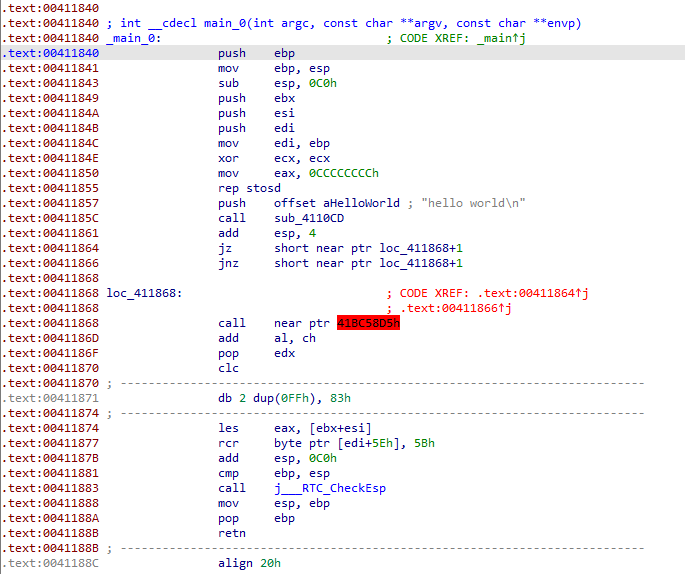 .text:00411840
.text:00411840 ; int __cdecl main_0(int argc, const char **argv, const char **envp)
.text:00411840 _main_0: ; CODE XREF: _main↑j
.text:00411840 push ebp
.text:00411841 mov ebp, esp
.text:00411843 sub esp, 0C0h
.text:00411849 push ebx
.text:0041184A push esi
.text:0041184B push edi
.text:0041184C mov edi, ebp
.text:0041184E xor ecx, ecx
.text:00411850 mov eax, 0CCCCCCCCh
.text:00411855 rep stosd
.text:00411857 push offset aHelloWorld ; "hello world\n"
.text:0041185C call sub_4110CD
.text:00411861 add esp, 4
.text:00411864 jz short near ptr loc_411868+1
.text:00411866 jnz short near ptr loc_411868+1
.text:00411868
.text:00411868 loc_411868: ; CODE XREF: .text:00411864↑j
.text:00411868 ; .text:00411866↑j
.text:00411868 call near ptr 41BC58D5h
.text:0041186D add al, ch
.text:0041186F pop edx
.text:00411870 clc
.text:00411870 ; ---------------------------------------------------------------------------
.text:00411871 db 2 dup(0FFh), 83h
.text:00411874 ; ---------------------------------------------------------------------------
.text:00411874 les eax, [ebx+esi]
.text:00411877 rcr byte ptr [edi+5Eh], 5Bh
.text:0041187B add esp, 0C0h
.text:00411881 cmp ebp, esp
.text:00411883 call j___RTC_CheckEsp
.text:00411888 mov esp, ebp
.text:0041188A pop ebp
.text:0041188B retn
.text:0041188B ; ---------------------------------------------------------------------------
.text:0041188C align 20h